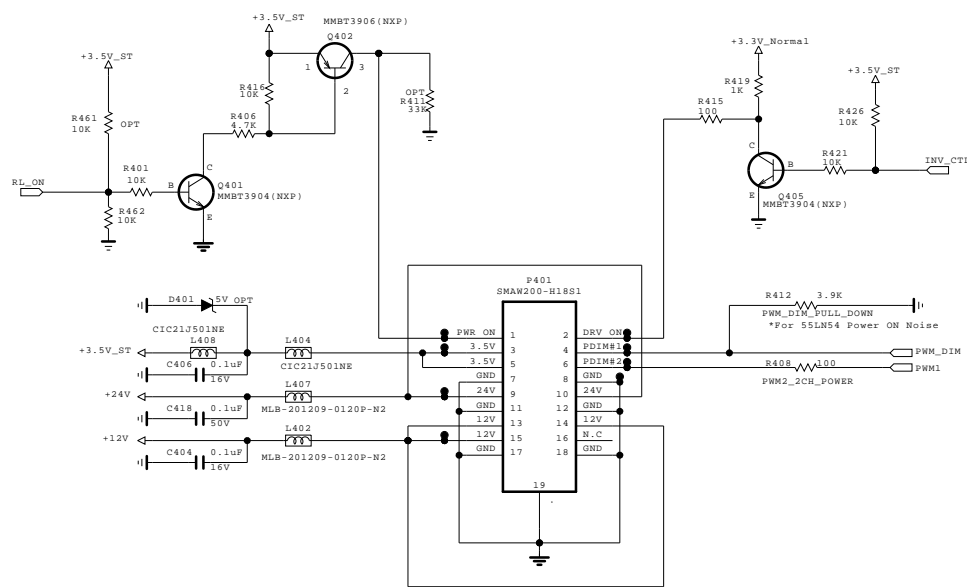 +3.5V_ST
MMBT3906(NXP)
Q402
+3.5V_ST
1
3
2
R416
10K
OPT
R411
33K
R406
4.7K
R461
10K
OPT
R401
10K
RL_ON
B
C
E
Q401
MMBT3904(NXP)
R462
10K
+3.3V_Normal
R419
1K
+3.5V_ST
R415
100
R426
10K
C
B
E
R421
10K
Q405
MMBT3904(NXP)
D401
5V
OPT
CIC21J501NE
L408
L404
+3.5V_ST
CIC21J501NE
C406
0.1uF
16V
L407
+24V
C418
0.1uF
50V
MLB-201209-0120P-N2
L402
+12V
C404
0.1uF
16V
MLB-201209-0120P-N2
P401
SMAW200-H18S1
PWR ON
1
2
DRV ON
3.5V
3
4
PDIM#1
3.5V
5
6
PDIM#2
GND
7
8
GND
24V
9
10
24V
GND
11
12
GND
12V
13
14
12V
12V
15
16
N.C
GND
17
18
GND
19
.
R412
3.9K
PWM_DIM_PULL_DOWN
*For 55LN54 Power ON Noise
PWM_DIM
R408
100
PWM1
PWM2_2CH_POWER